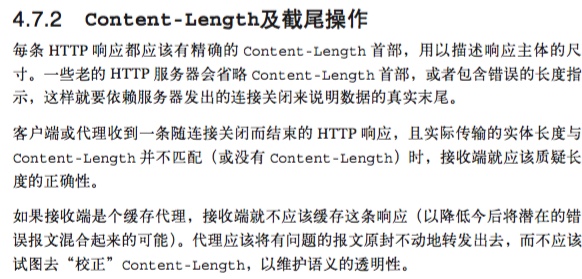 4.7.2 Content-Length及截尾操作
每条 HTTP 响应都应该有精确的 Content-Length 首部，用以描述响应主体的尺
寸。一些老的 HTTP 服务器会省略 Content-Length 首部，或者包含错误的长度指
示，这样就要依赖服务器发出的连接关闭来说明数据的真实末尾。
客户端或代理收到一条随连接关闭而结束的 HTTP 响应，且实际传输的实体长度与
Content-Length 并不匹配（或没有 Content-Length）时，接收端就应该质疑长
度的正确性。
如果接收端是个缓存代理，接收端就不应该缓存这条响应（以降低今后将潜在的错
误报文混合起来的可能）。代理应该将有问题的报文原封不动地转发出去，而不应该
试图去“校正”Content-Length，以维护语义的透明性。